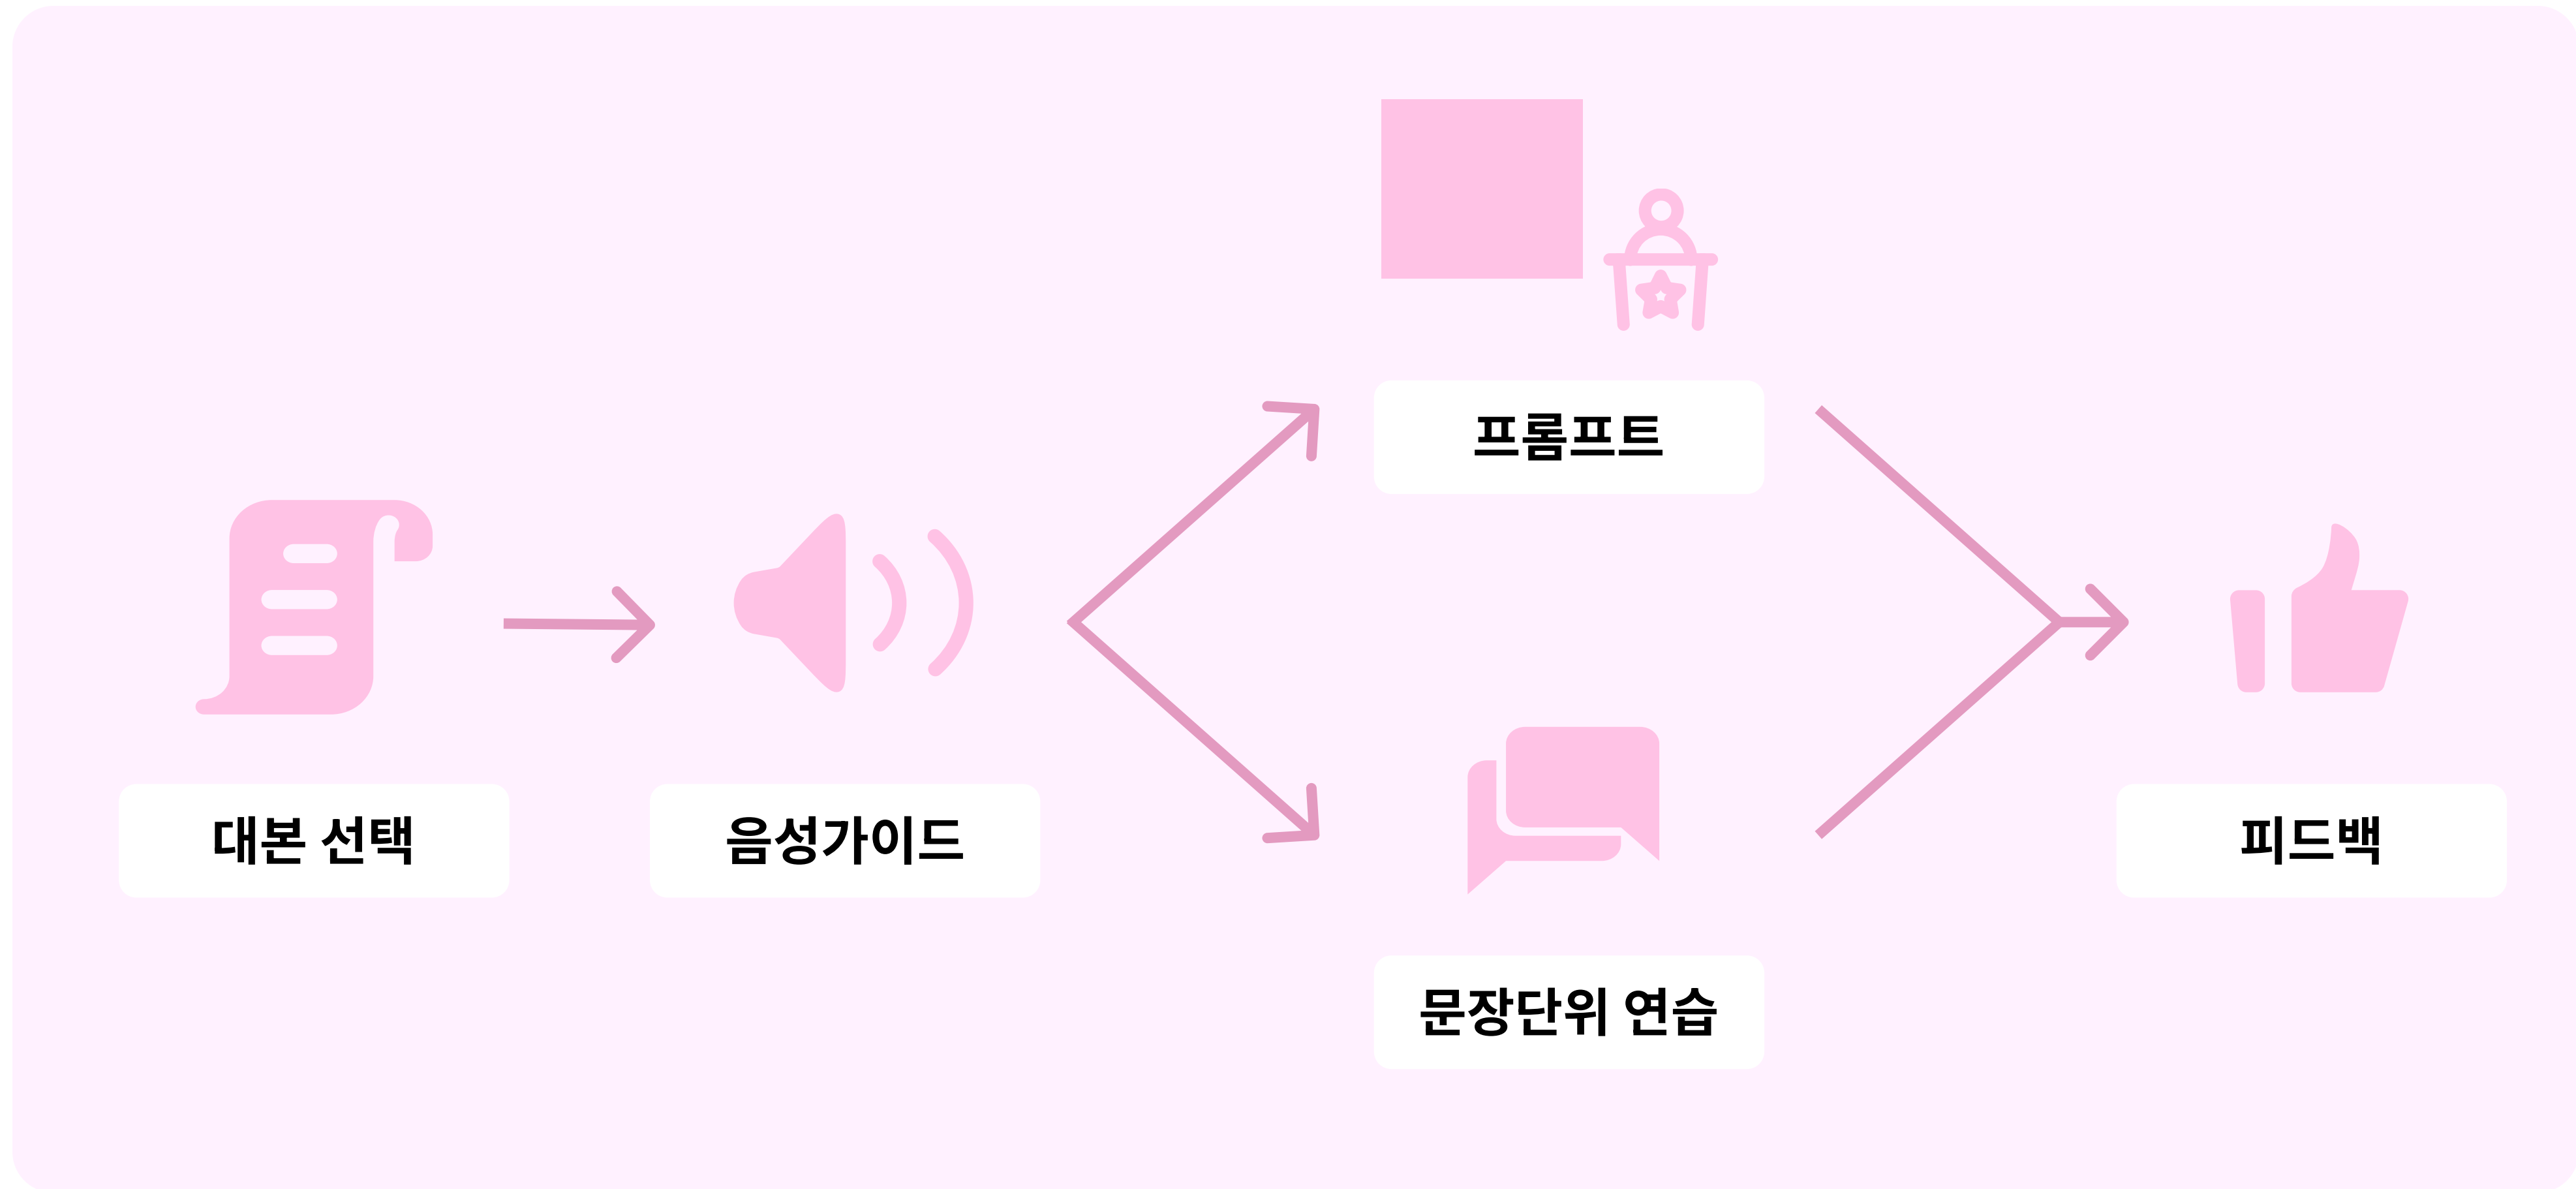 프롬프트
대본 선택
음성가이드
피드백
문장단위 연습